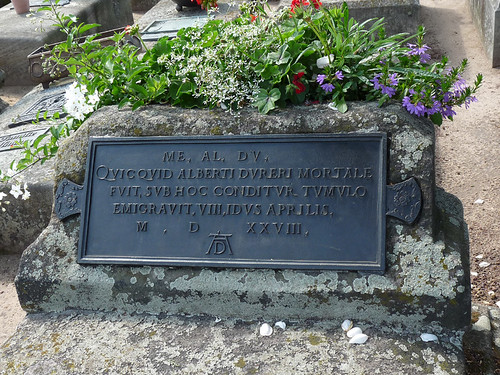 ME. AL. DV.
QVICQVID ALBERTI DVRERI MORTALE
FVIT, SVB HOC CONDITVR TVMVLO
EMIGRAVIT. VIII. IDVS APRILIS.
M. D XXVIII.
AD